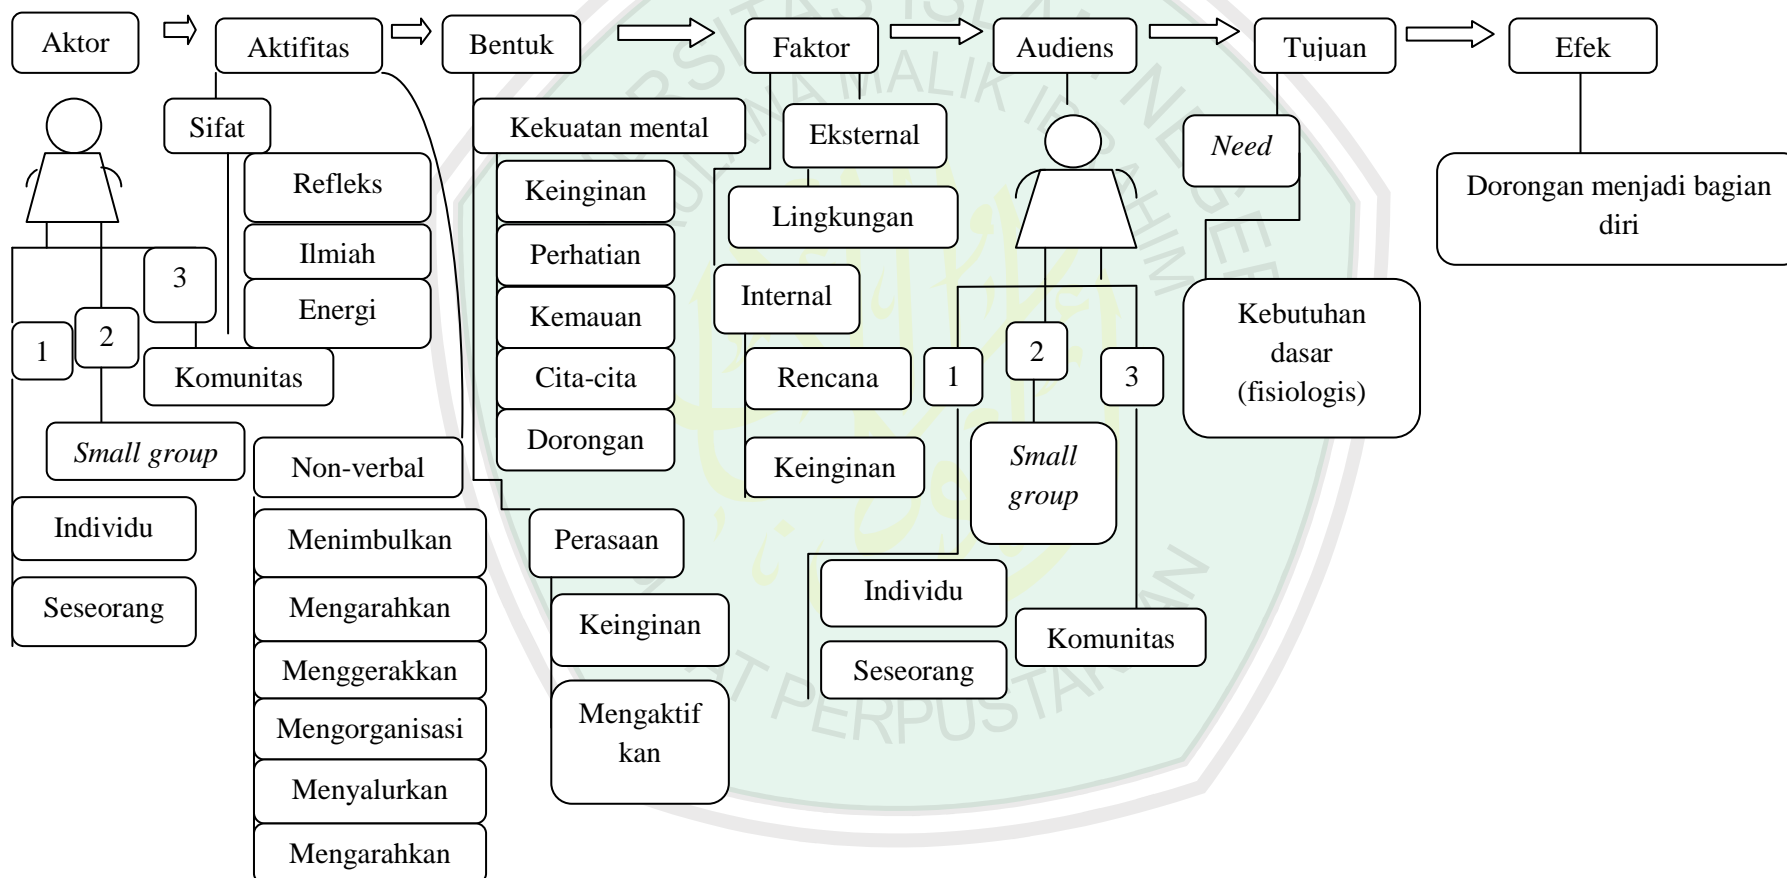 Aktor
Aktifitas
Bentuk
Faktor
Audiens
Tujuan
Efek
Sifat
Refleks
Ilmiah
Energi
1
2
3
Komunitas
Small group
Individu
Seseorang
Non-verbal
Menimbulkan
Mengarahkan
Menggerakkan
Mengorganisasi
Menyalurkan
Mengarahkan
Kekuatan mental
Keinginan
Perhatian
Kemauan
Cita-cita
Dorongan
Perasaan
Keinginan
Mengaktif
kan
Eksternal
Lingkungan
Internal
Rencana
Keinginan
1
2
3
Small
group
Individu
Seseorang
Komunitas
Need
Kebutuhan
dasar
(fisiologis)
Dorongan menjadi bagian
diri
MALIK IBRAHIM
PERPUSTAKAAN